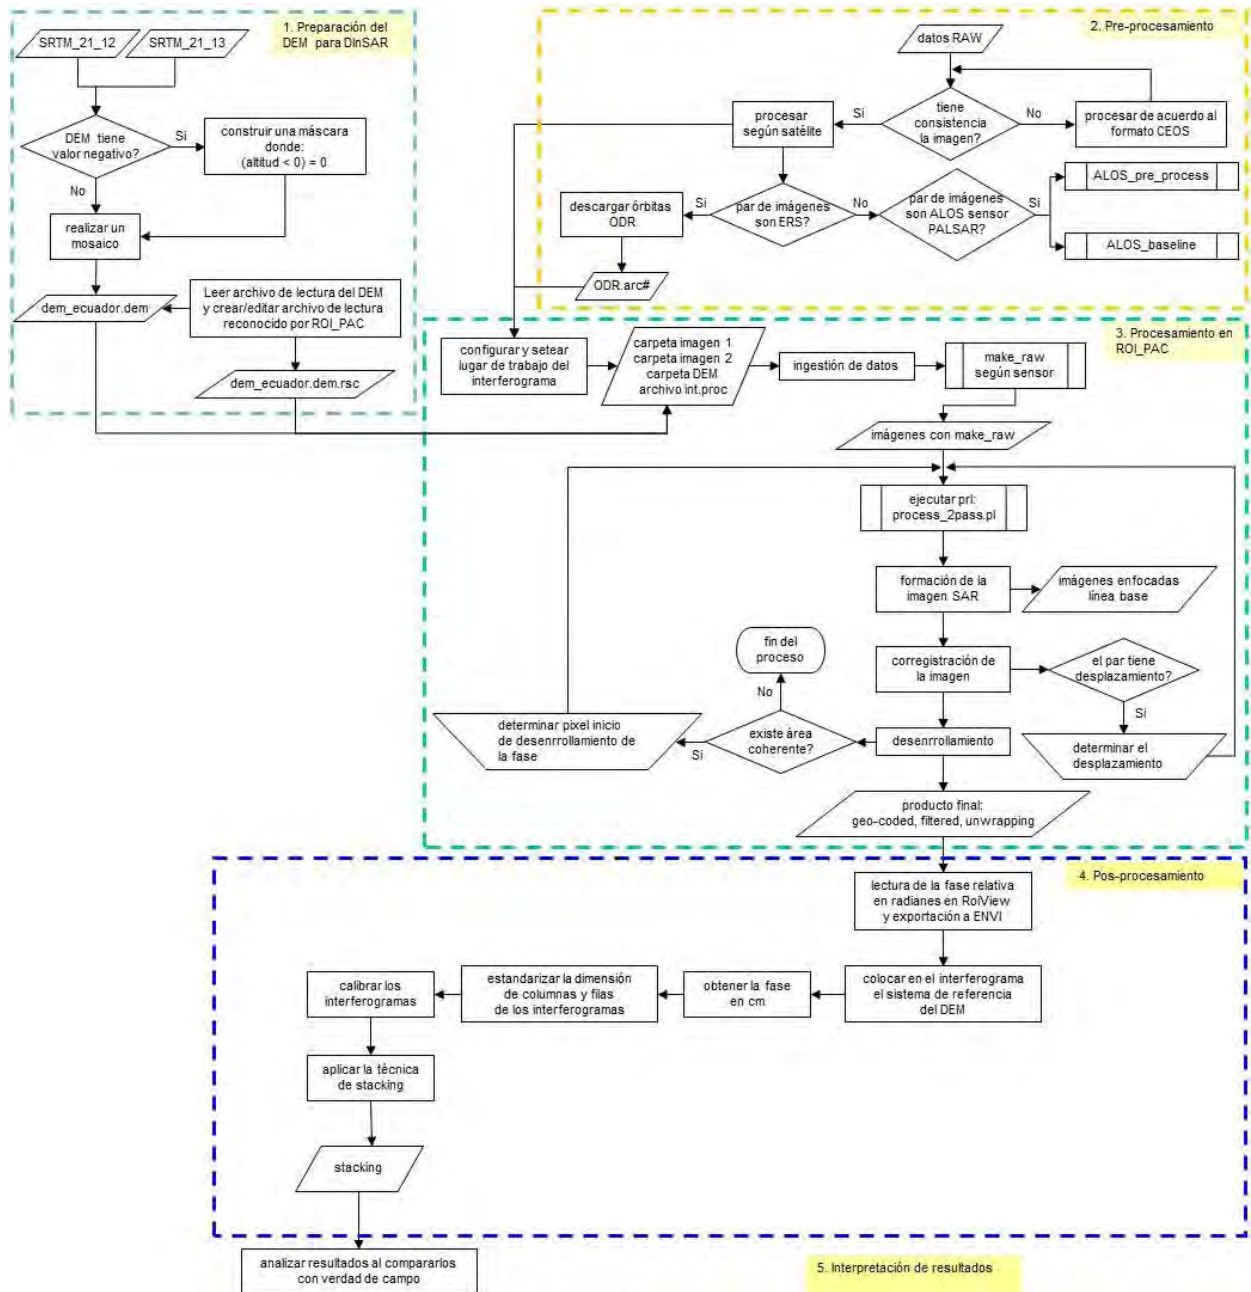 1. Preparación del
DEM para DInSAR
SRTM_21_12
SRTM_21_13
DEM tiene
valor negativo?
Si
construir una máscara
donde:
(altitud < 0) = 0
No
realizar un
mosaico
dem_ecuador.dem
Leer archivo de lectura del DEM
y crear/editar archivo de lectura
reconocido por ROI_PAC
dem_ecuador.dem.rsc
2. Pre-procesamiento
datos RAW
tiene
consistencia
la imagen?
Si
No
procesar
según satélite
procesar de acuerdo al
formato CEOS
par de imágenes
son ERS?
Si
No
descargar órbitas
ODR
ODR.arc#
par de imágenes
son ALOS sensor
PALSAR?
Si
ALOS_pre_process
ALOS_baseline
3. Procesamiento en
ROI_PAC
configurar y setear
lugar de trabajo del
interferograma
carpeta imagen 1
carpeta imagen 2
carpeta DEM
archivo int.proc
ingestión de datos
make_raw
según sensor
imágenes con make_raw
ejecutar prl:
process_2pass.pl
formación de la
imagen SAR
imágenes enfocadas
línea base
corregistración de
la imagen
el par tiene
desplazamiento?
Si
determinar el
desplazamiento
desenrrollamiento
existe área
coherente?
No
fin del
proceso
Si
determinar pixel inicio
de desenrrollamiento de
la fase
producto final:
geo-coded, filtered, unwrapping
4. Pos-procesamiento
lectura de la fase relativa
en radianes en RoiView
y exportación a ENVI
colocar en el interferograma
el sistema de referencia
del DEM
obtener la fase
en cm
estandarizar la dimensión
de columnas y filas
de los interferogramas
calibrar los
interferogramas
aplicar la técnica
de stacking
stacking
analizar resultados al compararlos
con verdad de campo
5. Interpretación de resultados